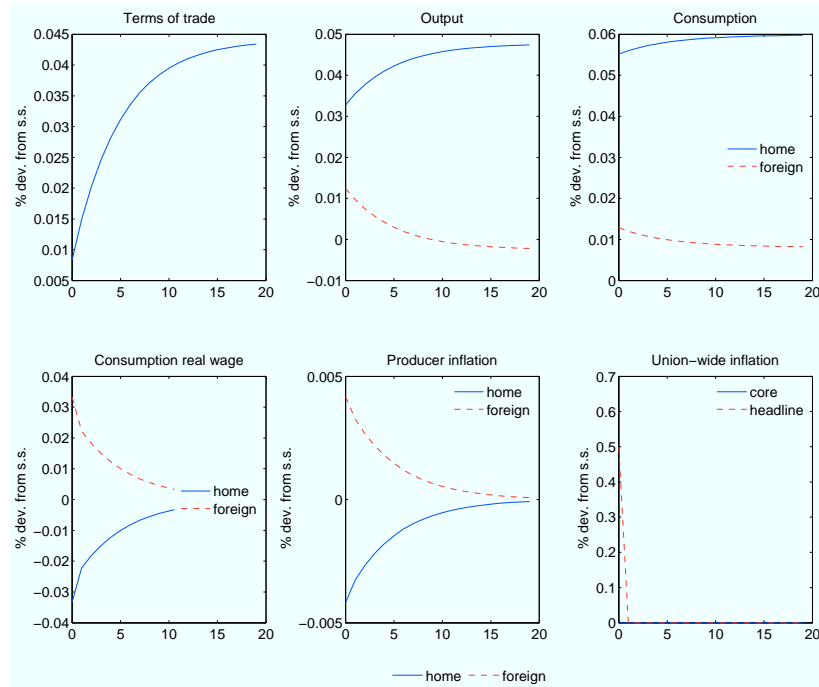 Terms of trade
% dev. from s.s.
0.045
0.04
0.035
0.03
0.025
0.02
0.015
0.01
0.005
0 5 10 15 20
Output
% dev. from s.s.
0.05
0.04
0.03
0.02
0.01
0
−0.01
0 5 10 15 20
Consumption
% dev. from s.s.
0.06
0.05
0.04
0.03
0.02
0.01
0
0 5 10 15 20
home
foreign
Consumption real wage
% dev. from s.s.
0.04
0.03
0.02
0.01
0
−0.01
−0.02
−0.03
−0.04
0 5 10 15 20
home
foreign
Producer inflation
% dev. from s.s.
0.005
0
−0.005
0 5 10 15 20
home
foreign
Union−wide inflation
% dev. from s.s.
0.7
0.6
0.5
0.4
0.3
0.2
0.1
0
0 5 10 15 20
core
headline
home foreign